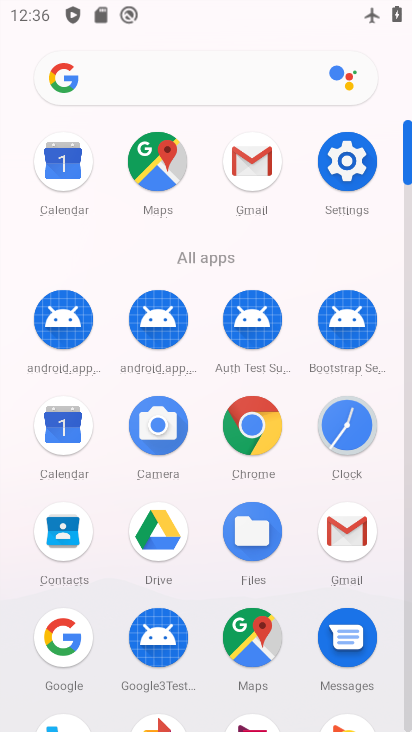 12:36
Calendar Maps Gmail Settings
All apps
android.app.... android.app.... Auth Test Su... Bootstrap Se...
1
Calendar Camera Chrome Clock
Contacts Drive Files Gmail
Google Google3Test... Maps Messages